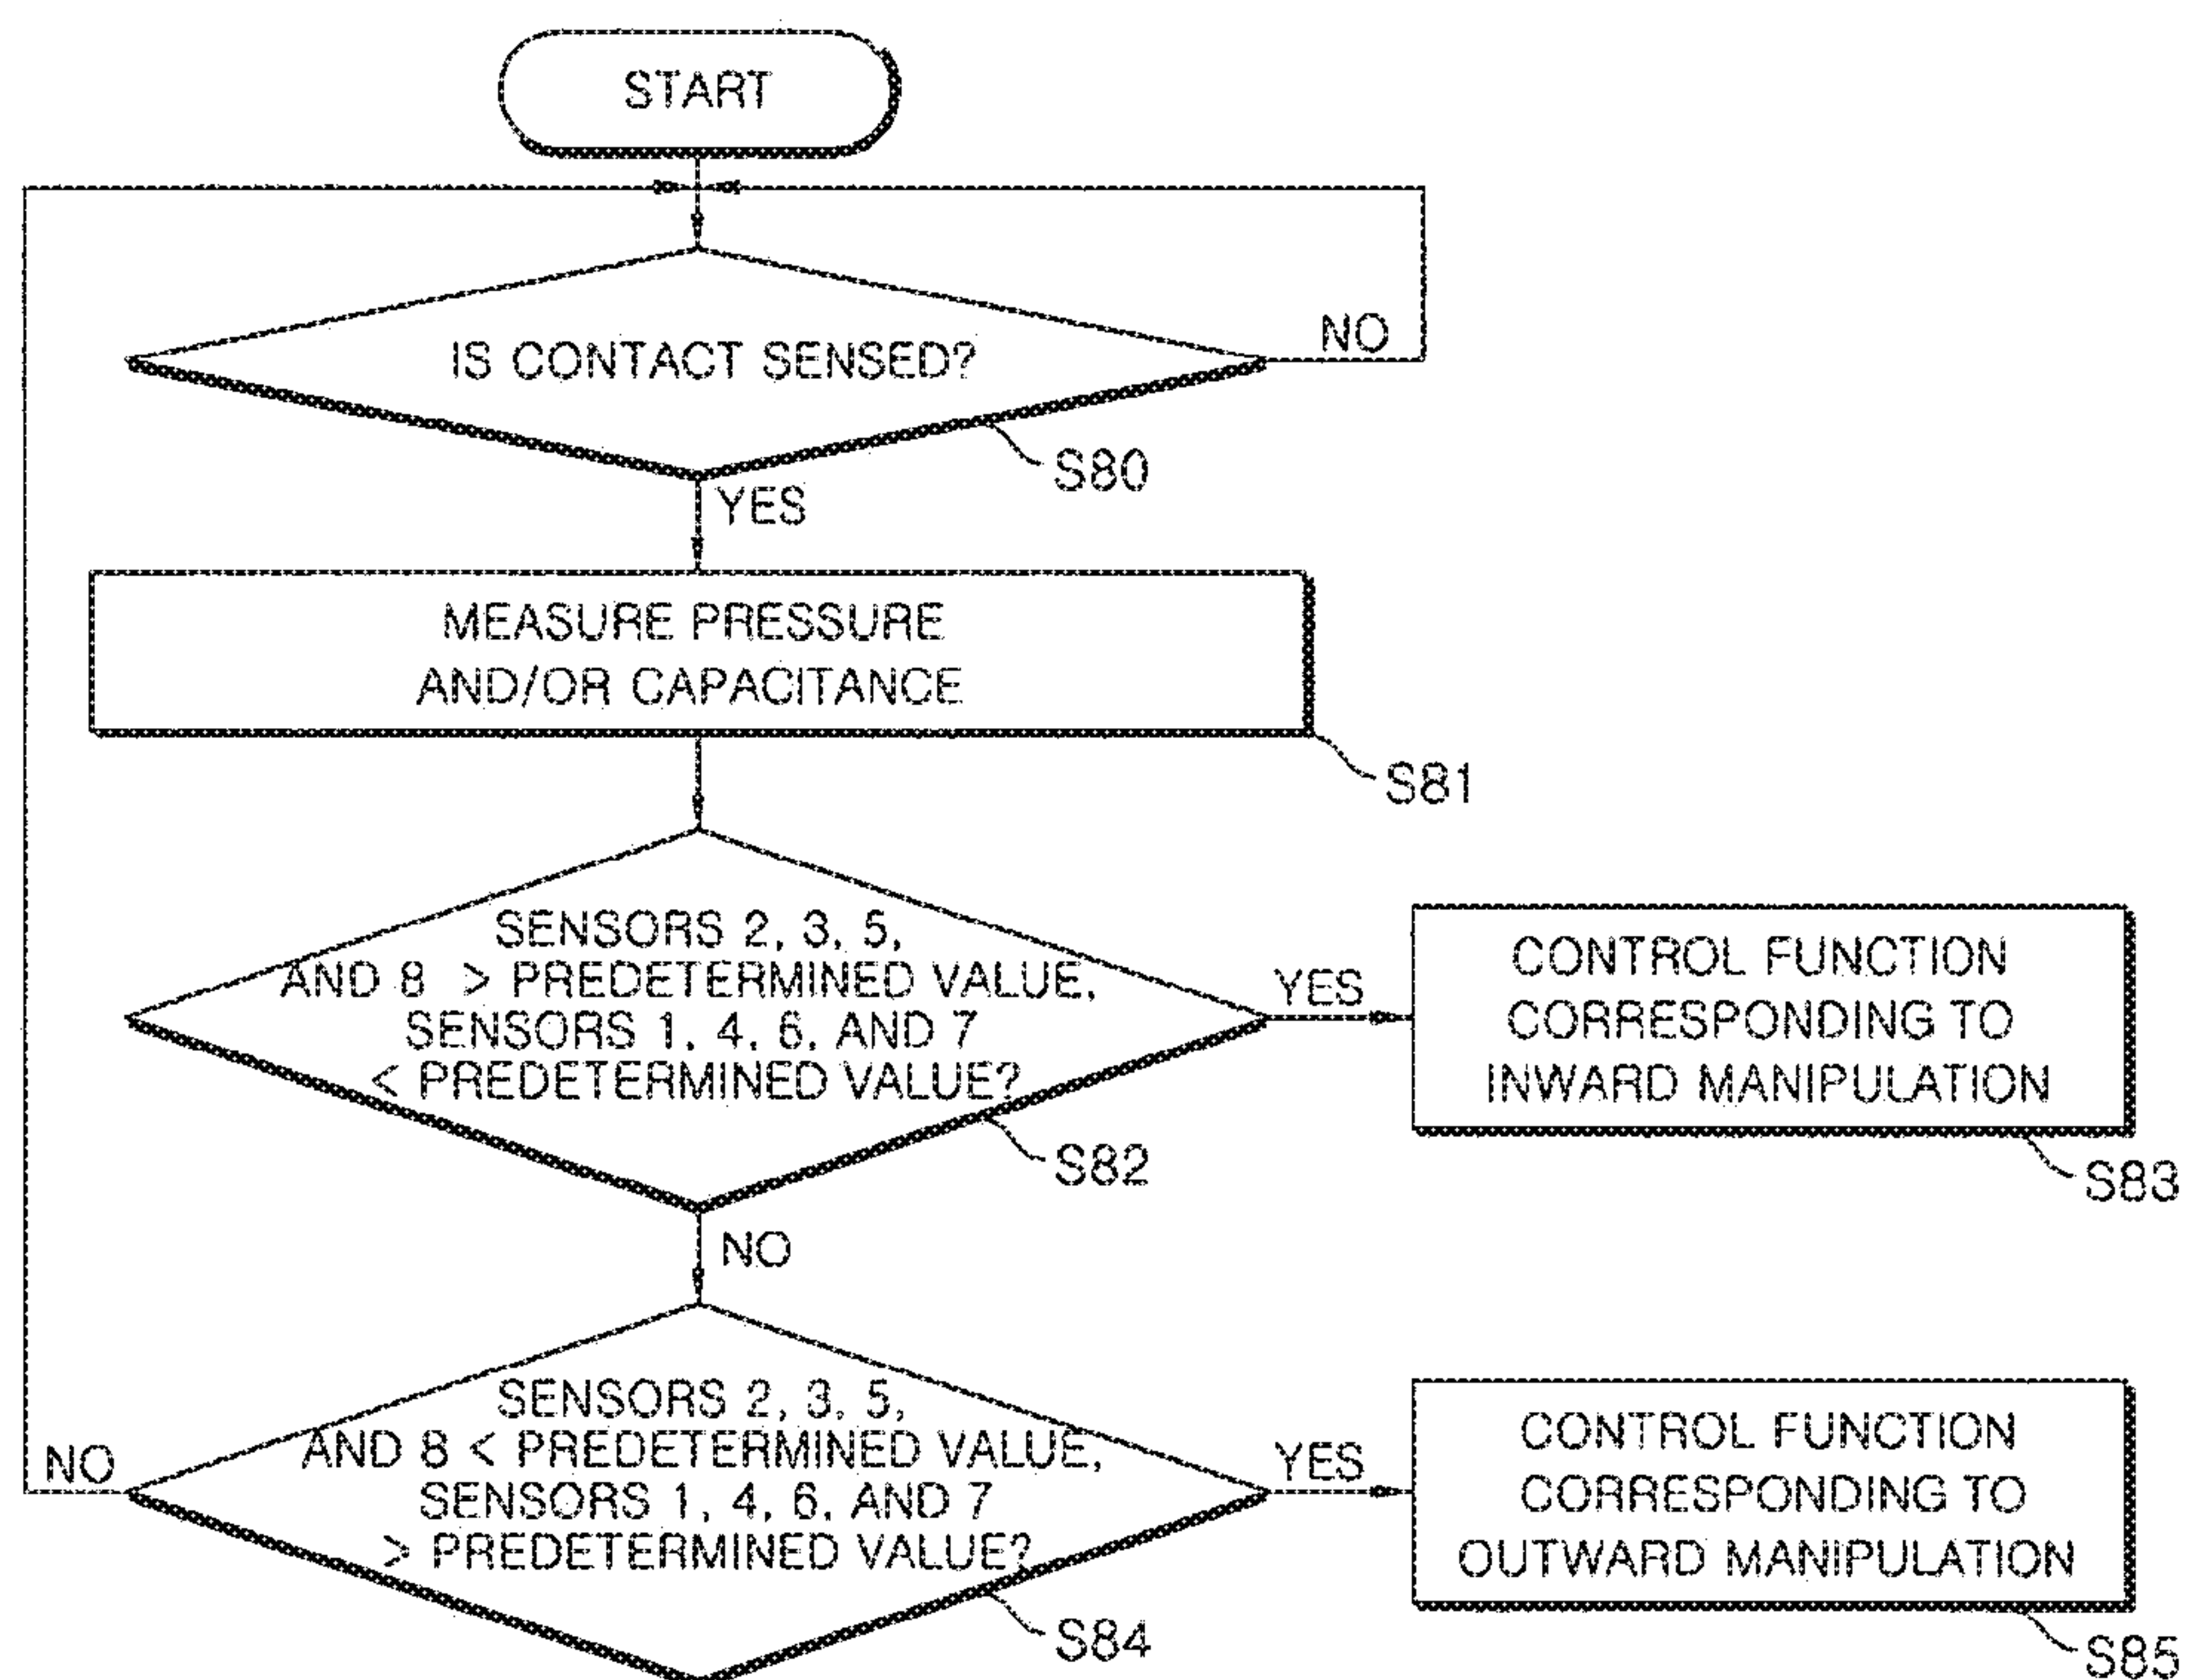 START
IS CONTACT SENSED?
NO
S80
YES
MEASURE PRESSURE
AND/OR CAPACITANCE
S81
SENSORS 2, 3, 5,
AND 8 > PREDETERMINED VALUE,
SENSORS 1, 4, 6, AND 7
< PREDETERMINED VALUE?
YES
CONTROL FUNCTION
CORRESPONDING TO
INWARD MANIPULATION
S82
S83
NO
SENSORS 2, 3, 5,
AND 8 < PREDETERMINED VALUE,
SENSORS 1, 4, 6, AND 7
> PREDETERMINED VALUE?
NO
YES
CONTROL FUNCTION
CORRESPONDING TO
OUTWARD MANIPULATION
S84
S85